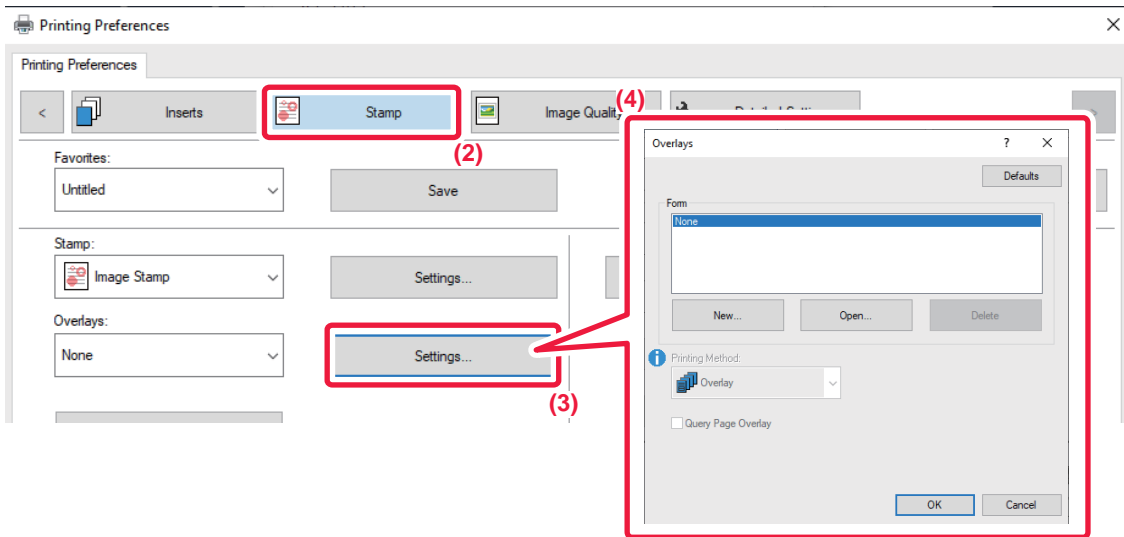 Printing Preferences
Printing Preferences
<
Inserts
Stamp
Image Quality
(4)
(2)
Favorites:
Untitled
Save
Stamp:
Image Stamp
Settings...
Overlays:
None
Settings...
(3)
Overlays
?
Defaults
Form
None
New...
Open...
Delete
Printing Method:
Overlay
Query Page Overlay
OK
Cancel